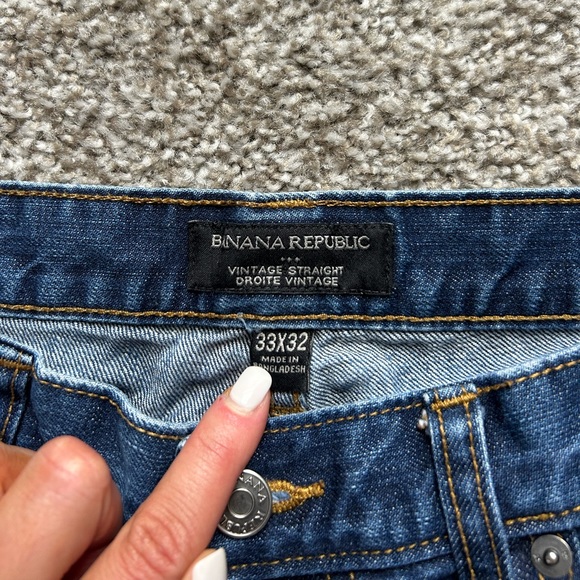 BANANA REPUBLIC
VINTAGE STRAIGHT
DROITE VINTAGE
33X32
MADE IN
BANGLADESH